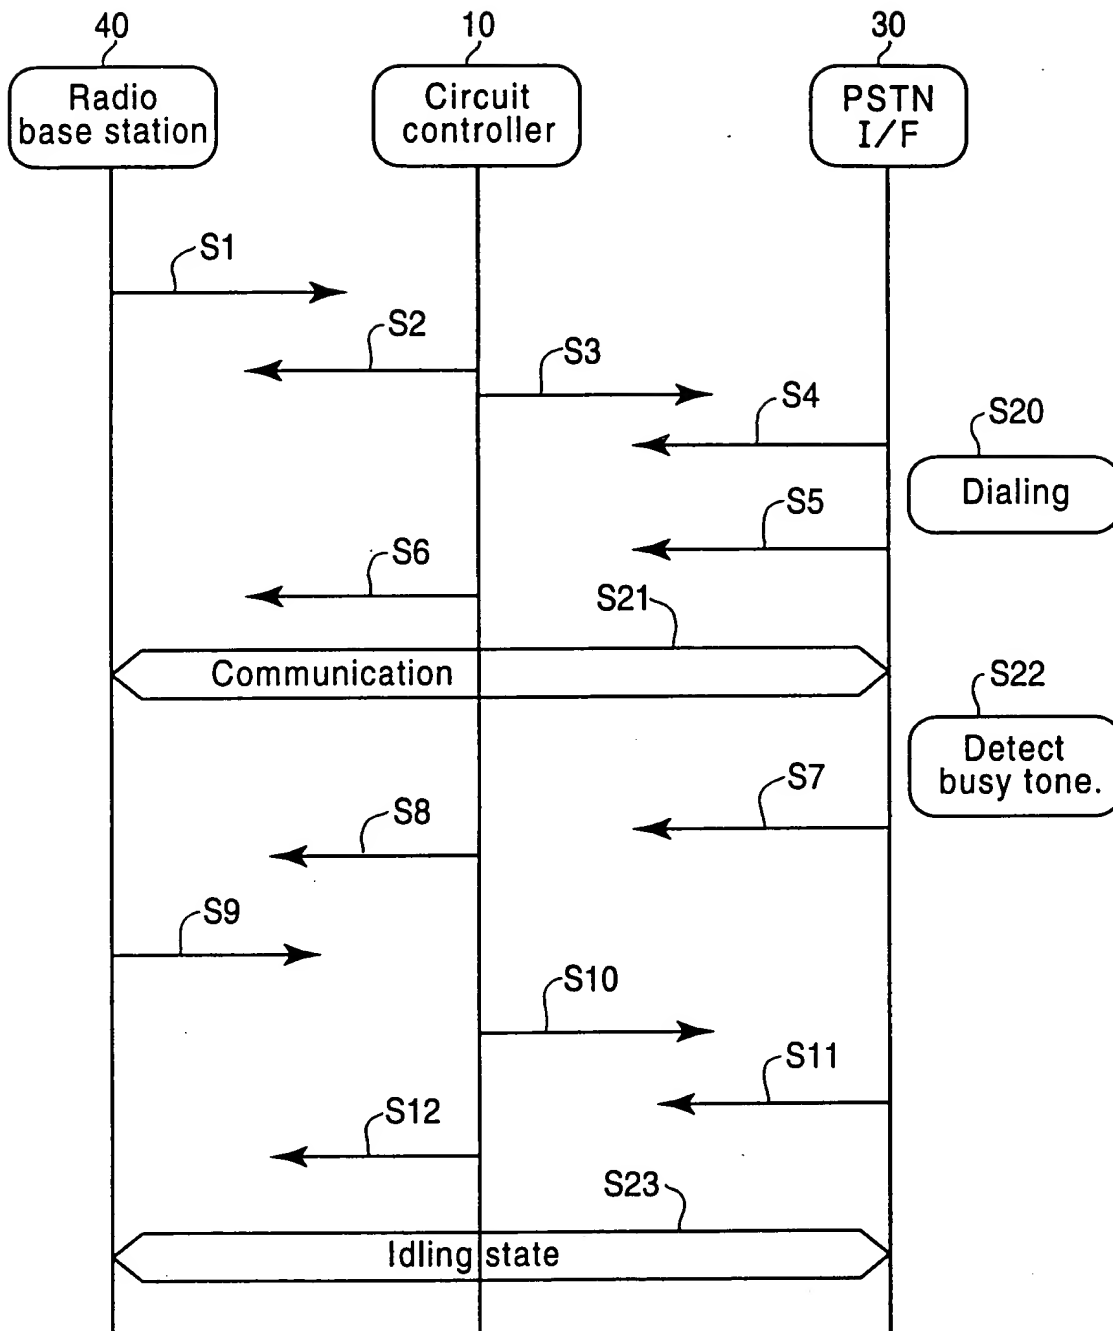 40
10
30
Radio
base station
Circuit
controller
PSTN
I/F
S1
S2
S3
S4
S20
Dialing
S5
S6
S21
Communication
S22
Detect
busy tone.
S7
S8
S9
S10
S11
S12
S23
Idling state